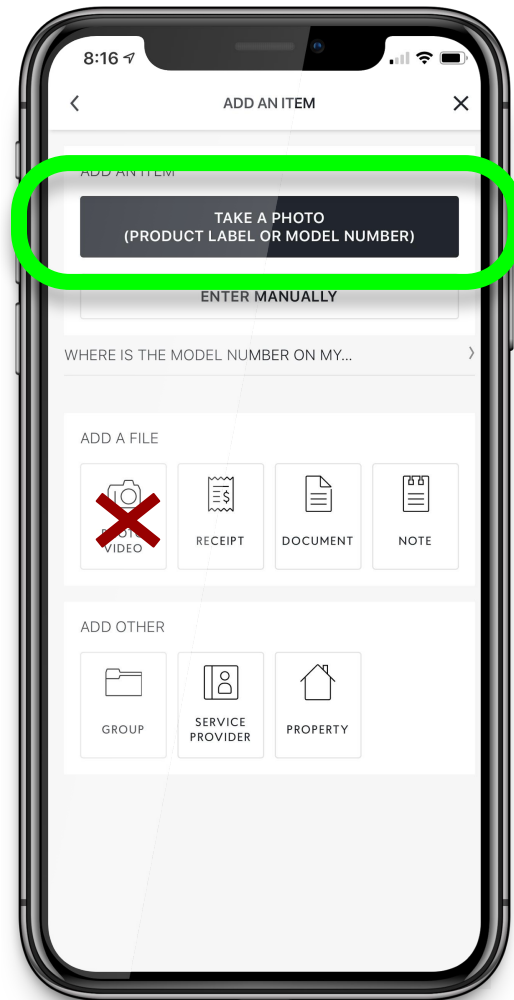 8:16
ADD AN ITEM
ADD AN ITEM
TAKE A PHOTO
(PRODUCT LABEL OR MODEL NUMBER)
ENTER MANUALLY
WHERE IS THE MODEL NUMBER ON MY...
ADD A FILE
VIDEO
RECEIPT
DOCUMENT
NOTE
ADD OTHER
GROUP
SERVICE
PROVIDER
PROPERTY